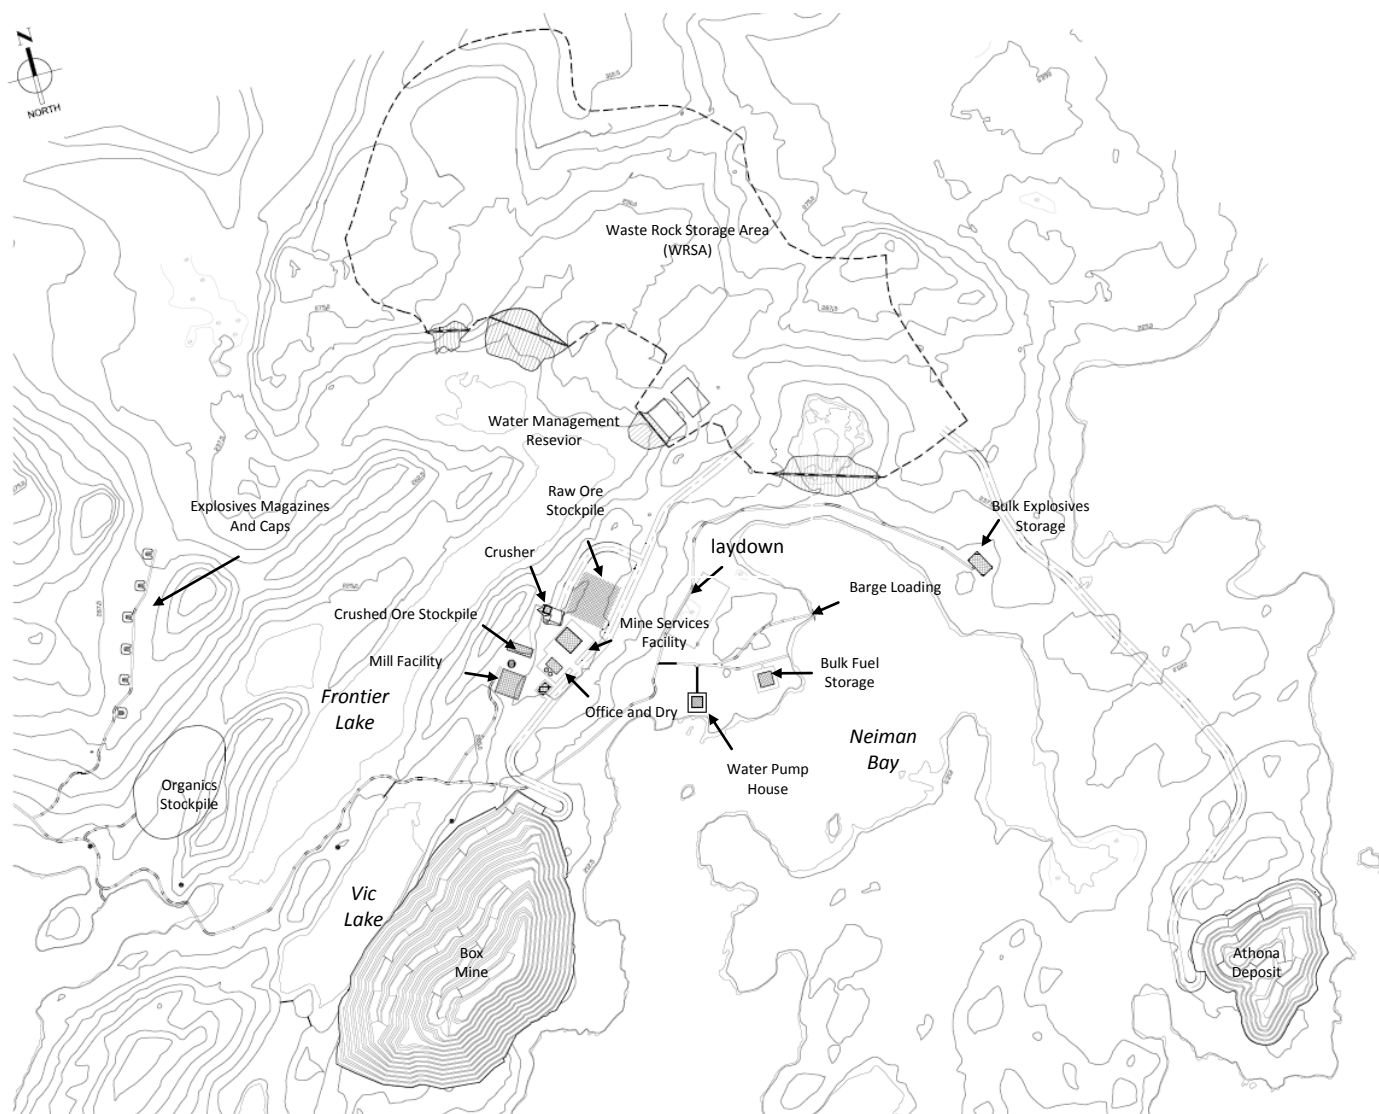 N
NORTH
Waste Rock Storage Area
(WRSA)
Water Management
Resevior
Raw Ore
Stockpile
Explosives Magazines
And Caps
Bulk Explosives
Storage
laydown
Crusher
Barge Loading
Crushed Ore Stockpile
Mine Services
Facility
Mill Facility
Bulk Fuel
Storage
Frontier
Lake
Office and Dry
Neiman
Bay
Water Pump
House
Organics
Stockpile
Vic
Lake
Box
Mine
Athona
Deposit